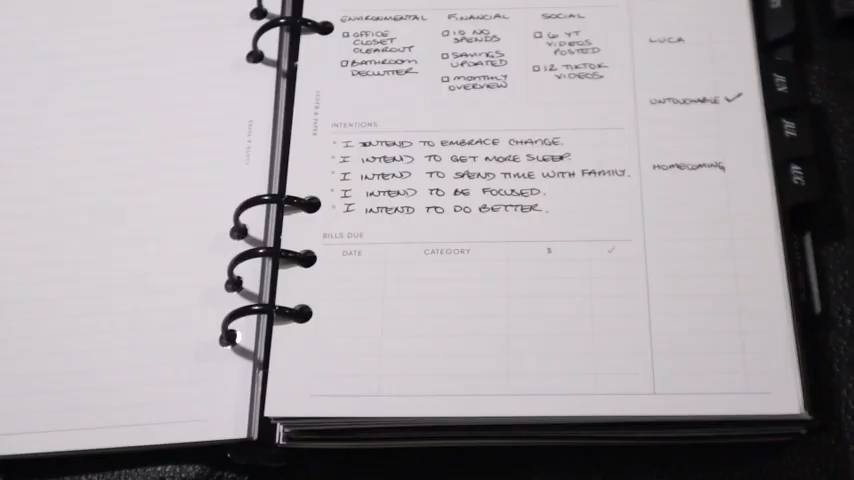 ENVIRONMENTAL
OFFICE
CLOSET
CLEAROUT
BATHROOM
DECLUTTER
FINANCIAL
10 NO
SPENDS
SAVINGS
UPDATED
MONTHLY
OVERVIEW
SOCIAL
6 YT
VIDEOS
POSTED
12 TIKTOK
VIDEOS
LUCA
UNTOUCHABLE ✓
HOMECOMING
INTENTIONS
I INTEND TO EMBRACE CHANGE.
I INTEND TO GET MORE SLEEP.
I INTEND TO SPEND TIME WITH FAMILY.
I INTEND TO BE FOCUSED.
I INTEND TO DO BETTER.
BILLS DUE
DATE CATEGORY $ ✓
JUN
JUL
AUG